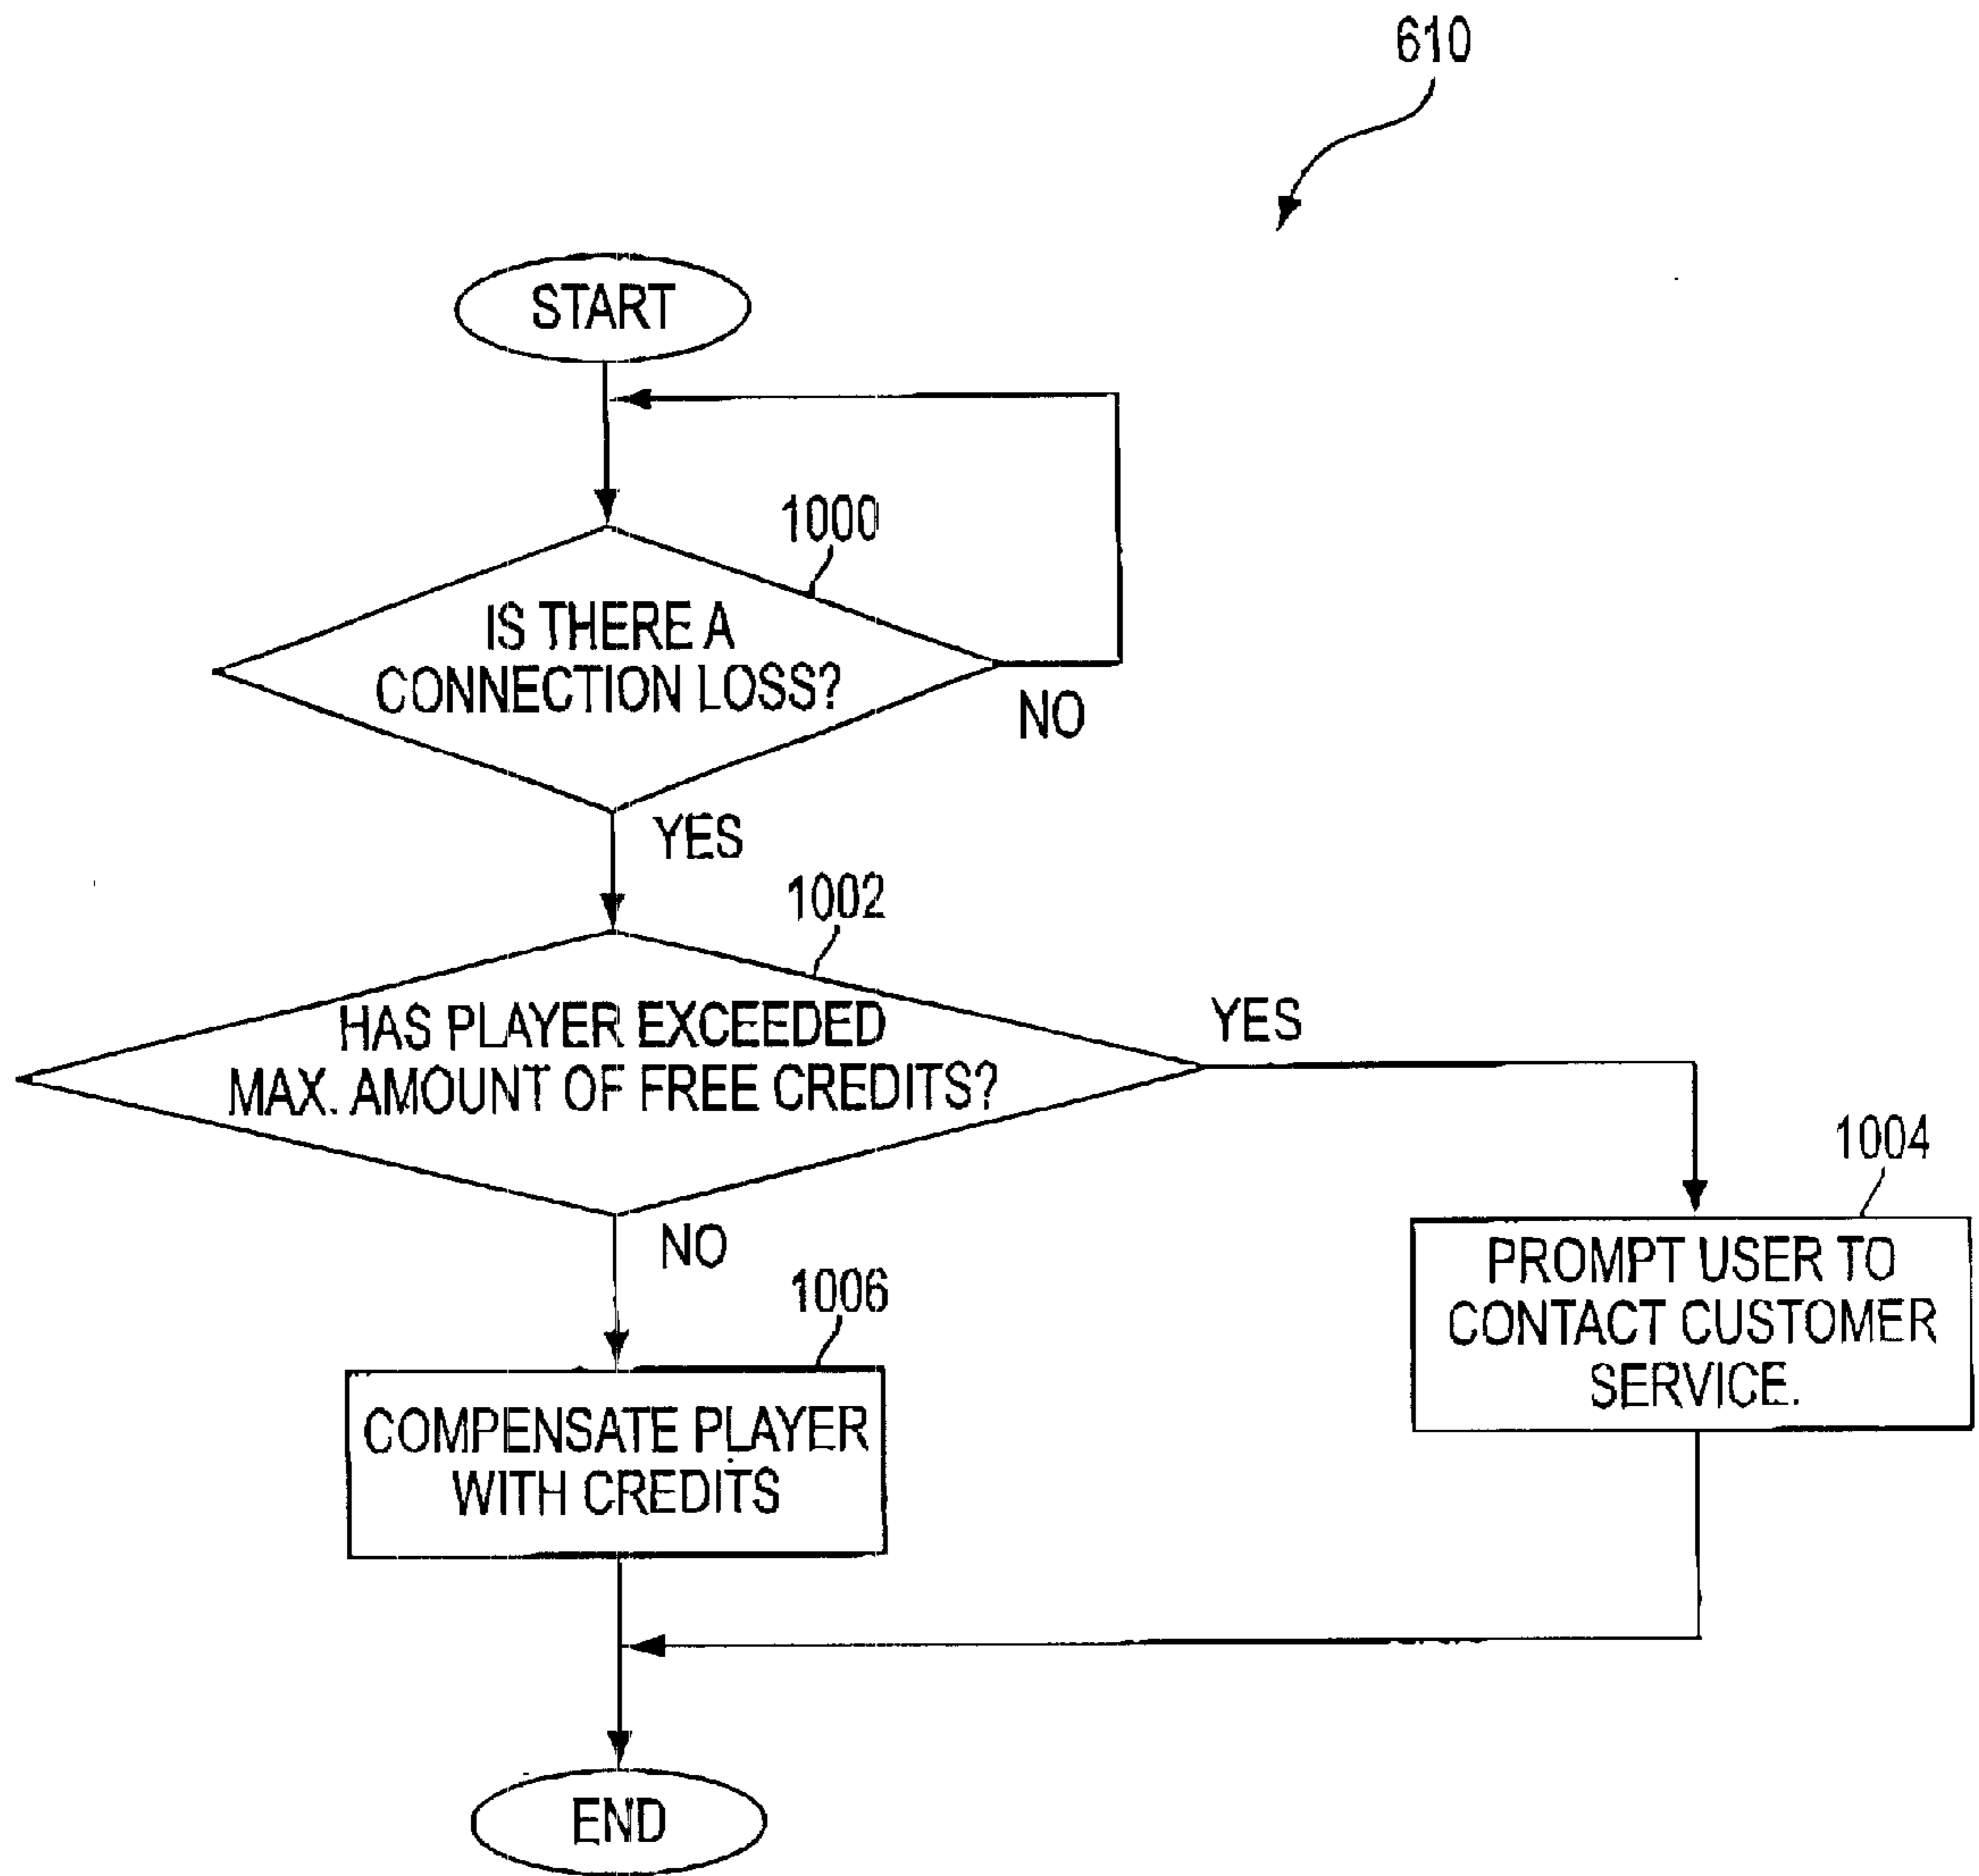 610
START
1000
IS THERE A
CONNECTION LOSS?
NO
YES
1002
HAS PLAYER EXCEEDED
MAX. AMOUNT OF FREE CREDITS?
YES
NO
1004
PROMPT USER TO
CONTACT CUSTOMER
SERVICE.
1006
COMPENSATE PLAYER
WITH CREDITS
END